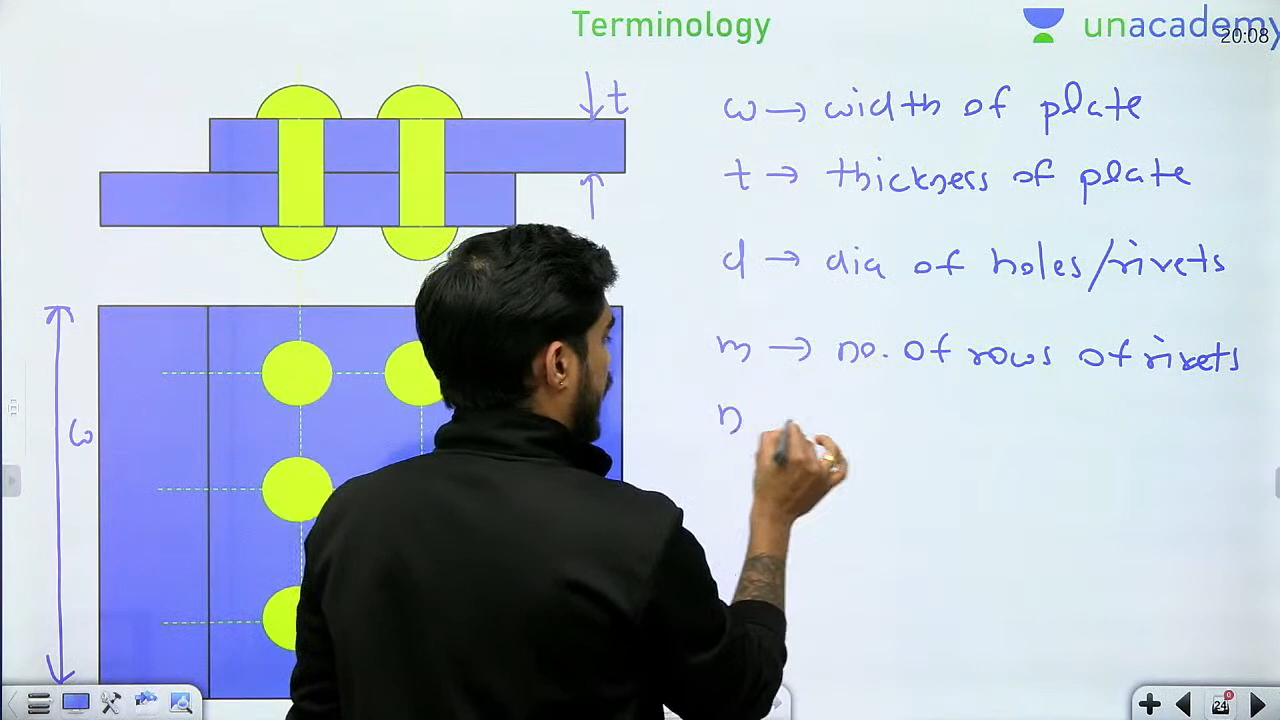 Terminology
unacademy
20:08
t
w → width of plate
t → thickness of plate
d → dia of holes/rivets
m → no. of rows of rivets
n
w
24
0